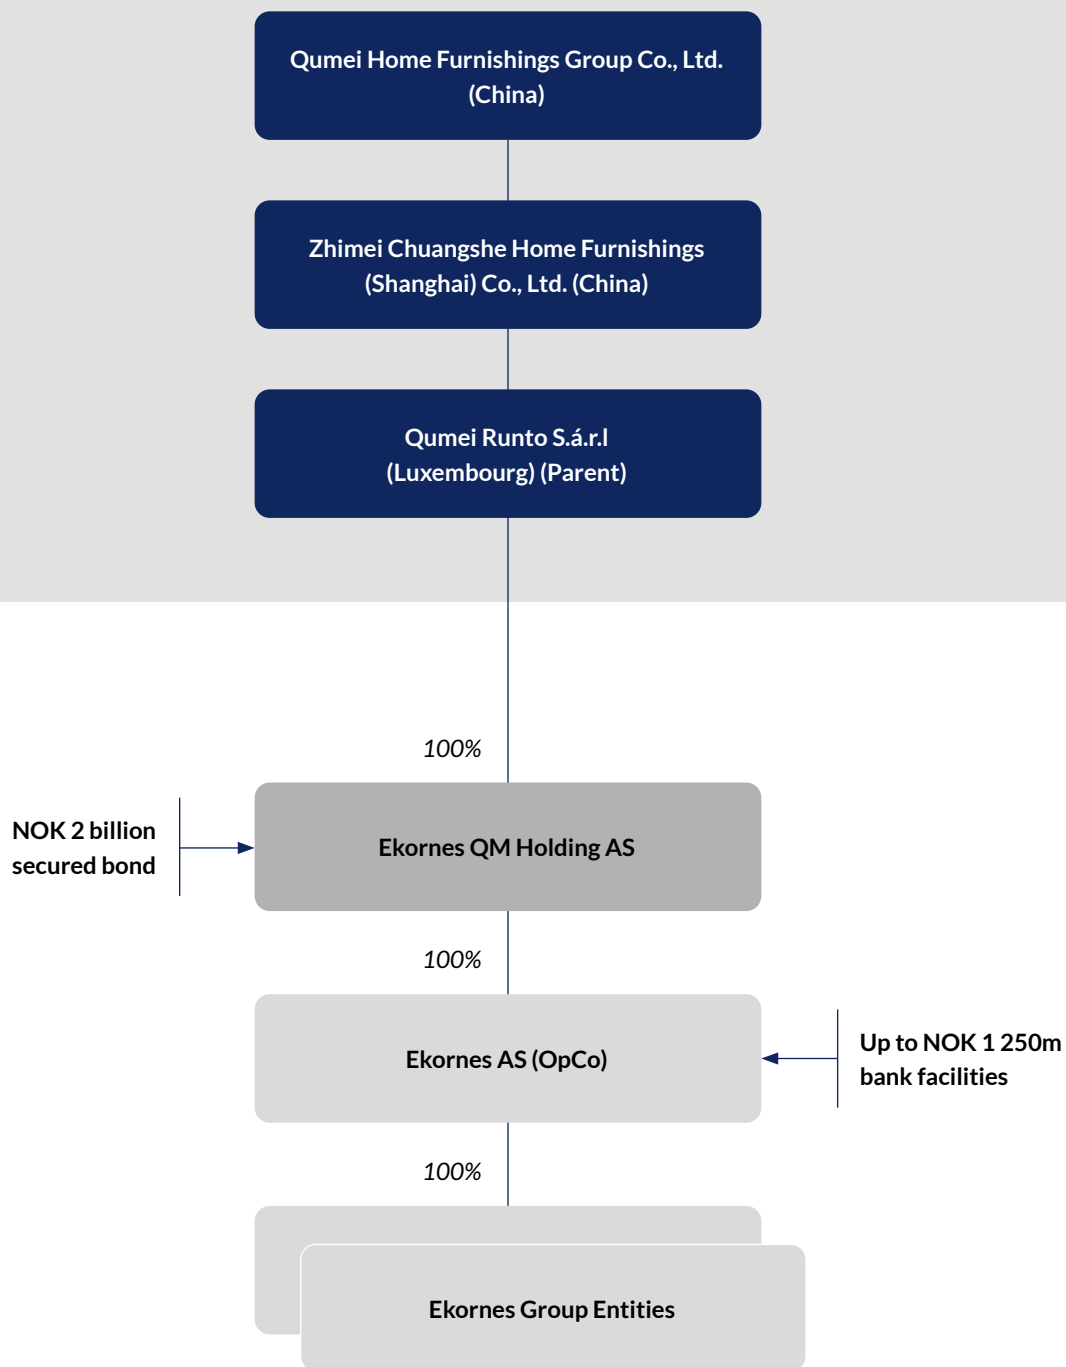 Qumei Home Furnishings Group Co., Ltd.
(China)
Zhimei Chuangshe Home Furnishings
(Shanghai) Co., Ltd. (China)
Qumei Runto S.á.r.l
(Luxembourg) (Parent)
100%
NOK 2 billion
secured bond
Ekornes QM Holding AS
100%
Ekornes AS (OpCo)
Up to NOK 1 250m
bank facilities
100%
Ekornes Group Entities